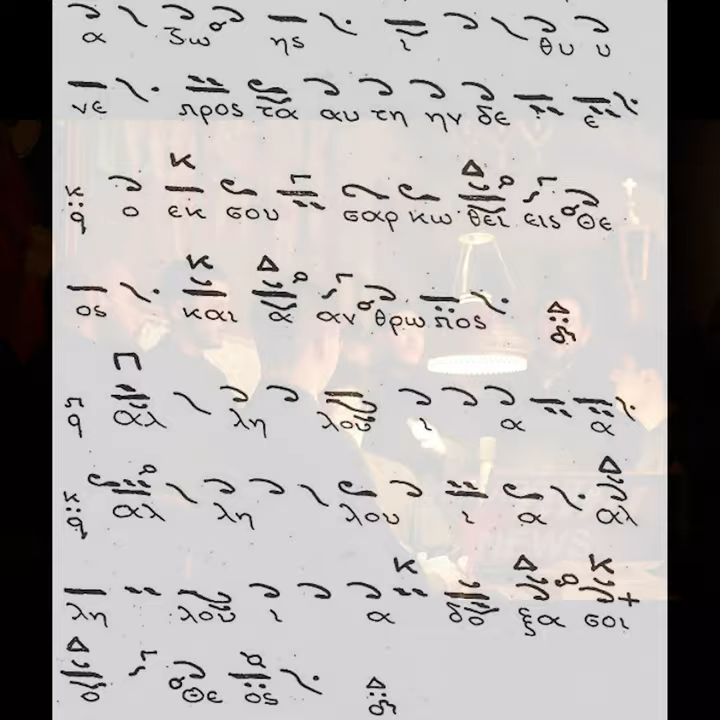 α ζω ης ι θυ υ
νε προς τα αυ τη ην δε ε
ο εκ σου σαρ κω θει εις Θε
ος και α αν θρω πος
αλ λη λου ι α α
αλ λη λου ι α αλ
λη λου ι α δο ξα σοι
ο Θε ος